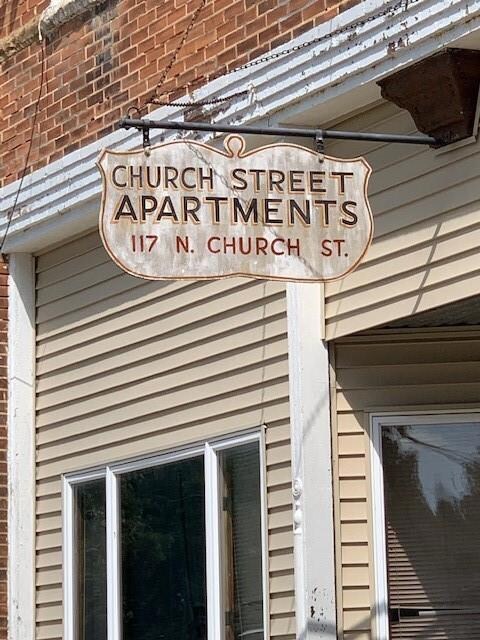 CHURCH STREET
APARTMENTS
117 N. CHURCH ST.